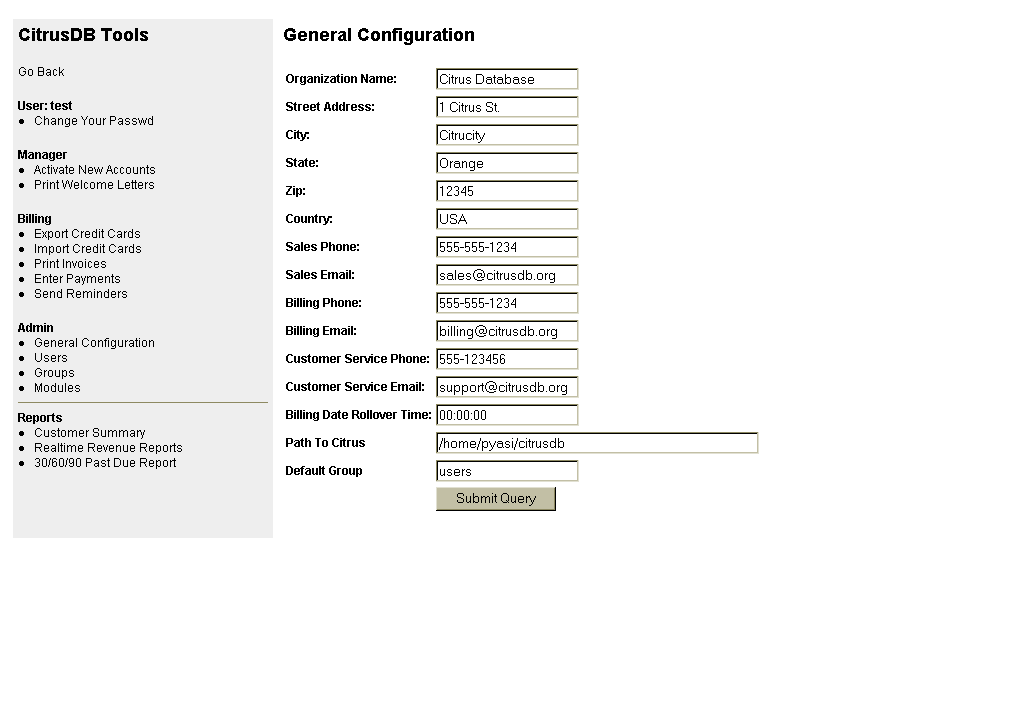 CitrusDB Tools
Go Back
User: test
Change Your Passwd
Manager
Activate New Accounts
Print Welcome Letters
Billing
Export Credit Cards
Import Credit Cards
Print Invoices
Enter Payments
Send Reminders
Admin
General Configuration
Users
Groups
Modules
Reports
Customer Summary
Realtime Revenue Reports
30/60/90 Past Due Report
General Configuration
Organization Name: Citrus Database
Street Address: 1 Citrus St.
City: Citrucity
State: Orange
Zip: 12345
Country: USA
Sales Phone: 555-555-1234
Sales Email: sales@citrusdb.org
Billing Phone: 555-555-1234
Billing Email: billing@citrusdb.org
Customer Service Phone: 555-123456
Customer Service Email: support@citrusdb.org
Billing Date Rollover Time: 00:00:00
Path To Citrus /home/pyasi/citrusdb
Default Group users
Submit Query